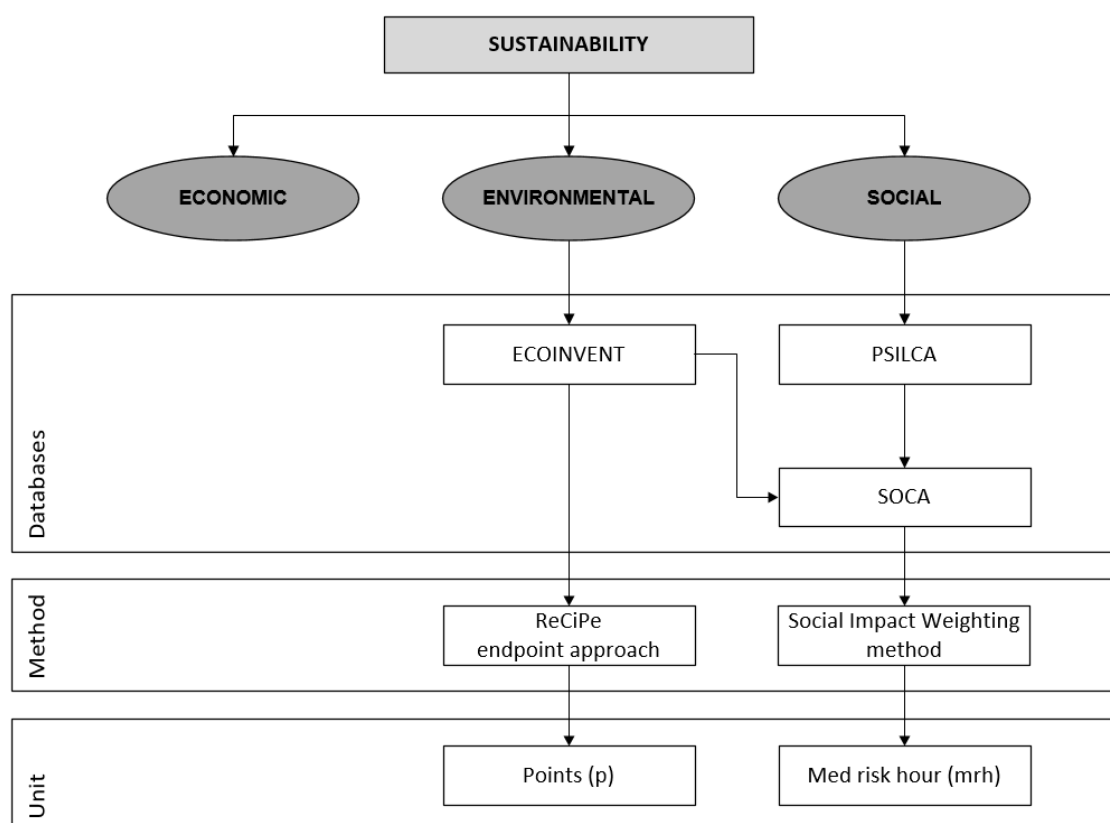 SUSTAINABILITY
ECONOMIC
ENVIRONMENTAL
SOCIAL
Databases
ECOINVENT
PSILCA
SOCA
Method
ReCiPe
endpoint approach
Social Impact Weighting
method
Unit
Points (p)
Med risk hour (mrh)